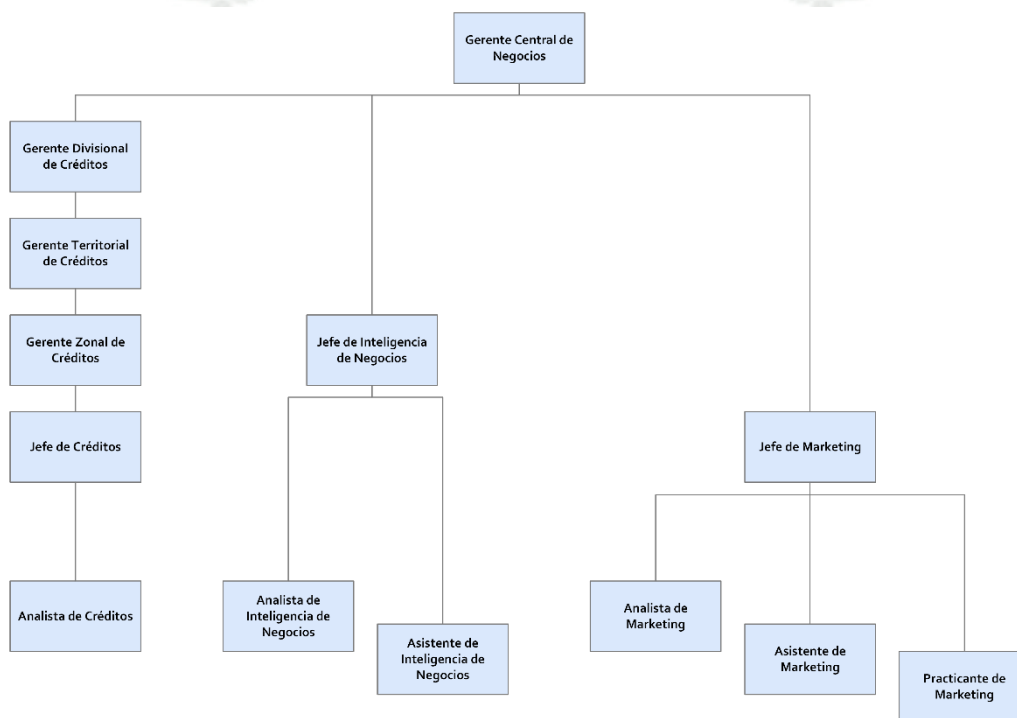 Gerente Central de
Negocios
Gerente Divisional
de Créditos
Gerente Territorial
de Créditos
Gerente Zonal de
Créditos
Jefe de Inteligencia
de Negocios
Jefe de Créditos
Jefe de Marketing
Analista de Créditos
Analista de
Inteligencia de
Negocios
Asistente de
Inteligencia de
Negocios
Analista de
Marketing
Asistente de
Marketing
Practicante de
Marketing